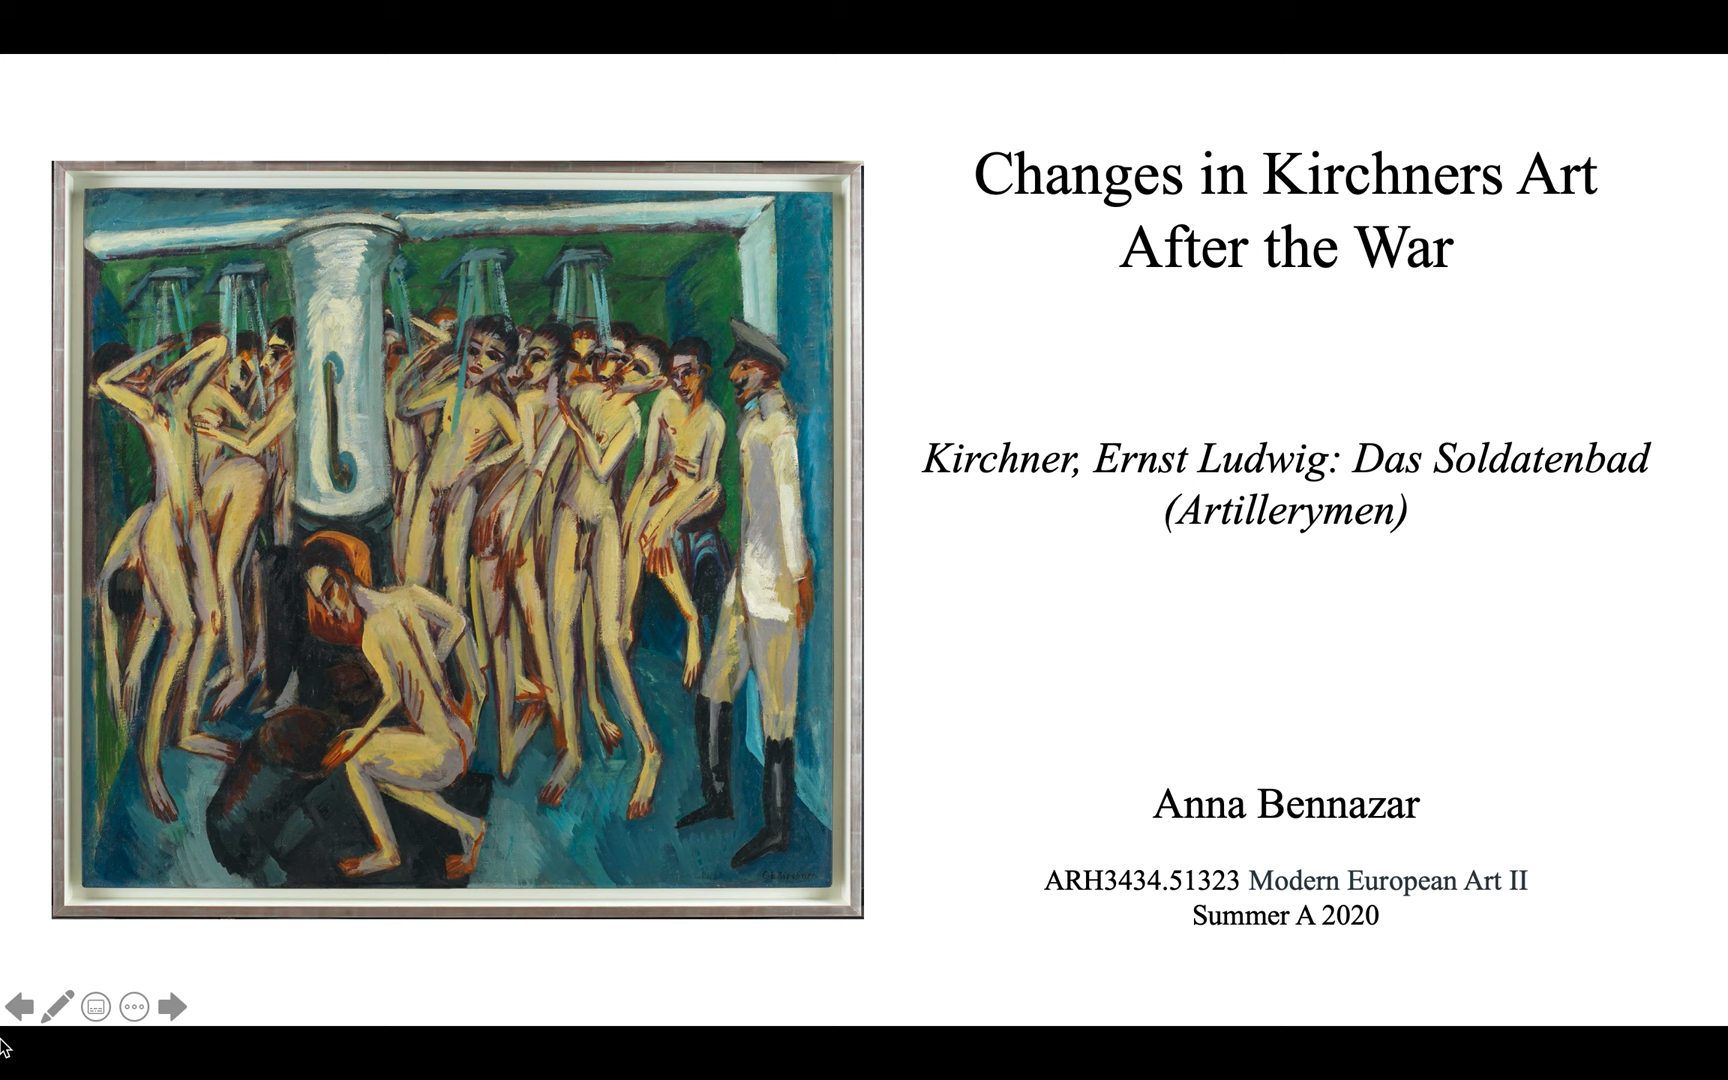 Changes in Kirchners Art
After the War
Kirchner, Ernst Ludwig: Das Soldatenbad
(Artillerymen)
Anna Bennazar
ARH3434.51323 Modern European Art II
Summer A 2020